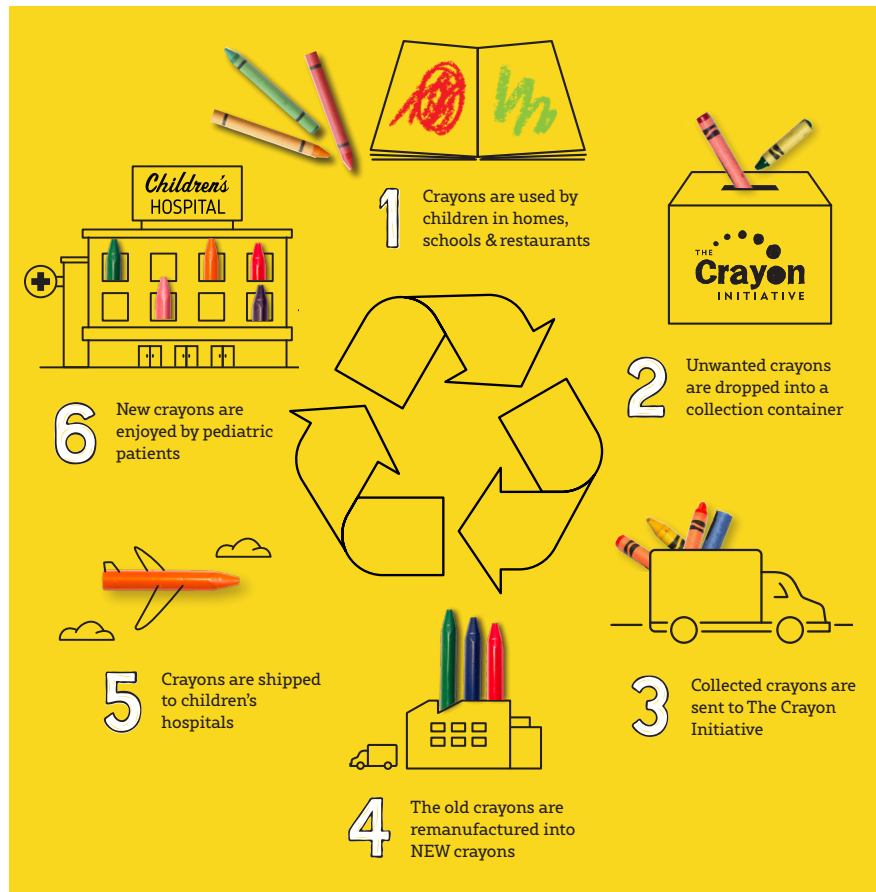 1
Crayons are used by
children in homes,
schools & restaurants
THE
Crayon
INITIATIVE
2
Unwanted crayons
are dropped into a
collection container
3
Collected crayons are
sent to The Crayon
Initiative
4
The old crayons are
remanufactured into
NEW crayons
5
Crayons are shipped
to children's
hospitals
Children's
HOSPITAL
6
New crayons are
enjoyed by pediatric
patients